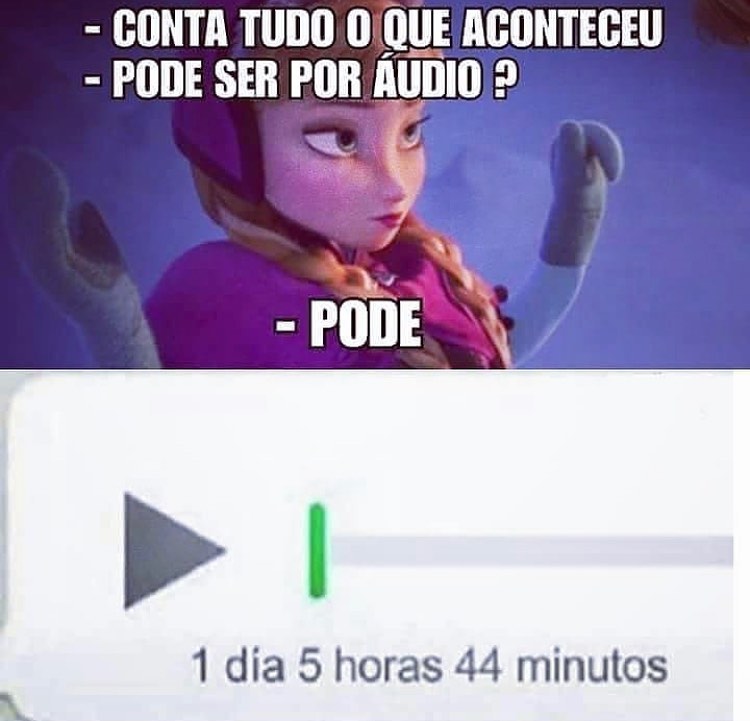 - CONTA TUDO O QUE ACONTECEU
- PODE SER POR ÁUDIO ?
- PODE
1 dia 5 horas 44 minutos